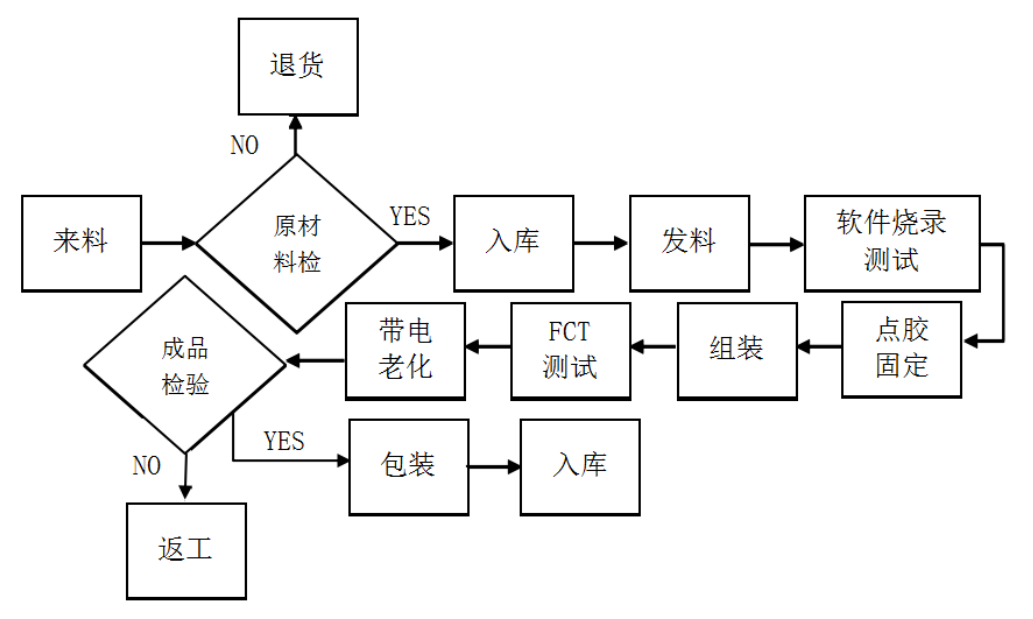 退货
NO
来料
原材
料检
YES
入库
发料
软件烧录
测试
点胶
固定
组装
FCT
测试
带电
老化
成品
检验
YES
包装
入库
NO
返工